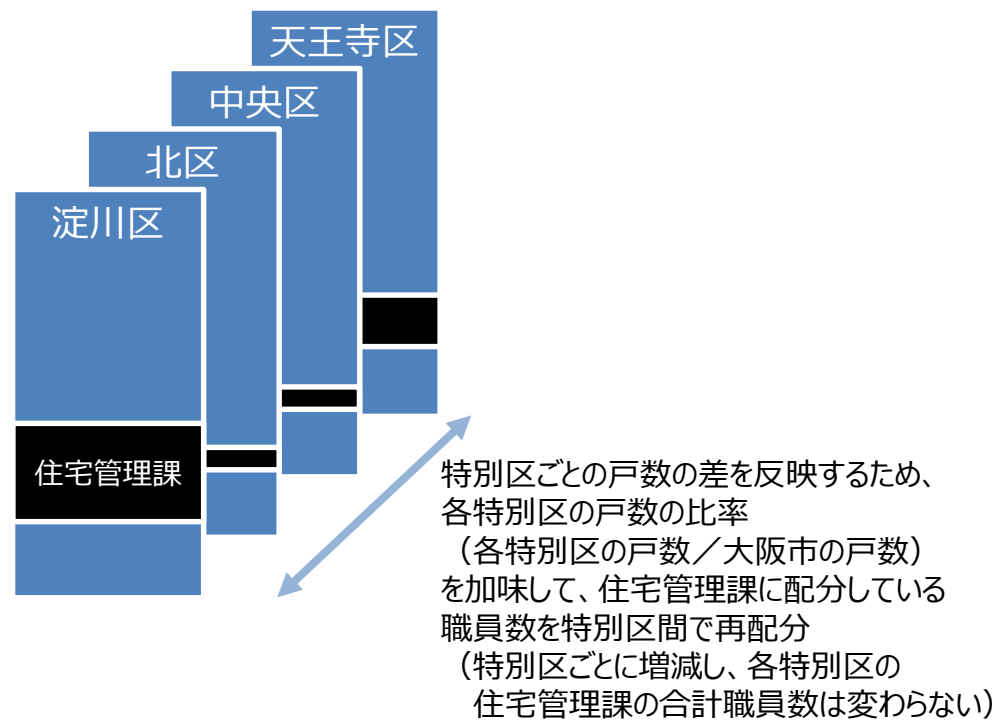 天王寺区
中央区
北区
淀川区
住宅管理課
特別区ごとの戸数の差を反映するため、
各特別区の戸数の比率
（各特別区の戸数／大阪市の戸数）
を加味して、住宅管理課に配分している
職員数を特別区間で再配分
（特別区ごとに増減し、各特別区の
住宅管理課の合計職員数は変わらない）